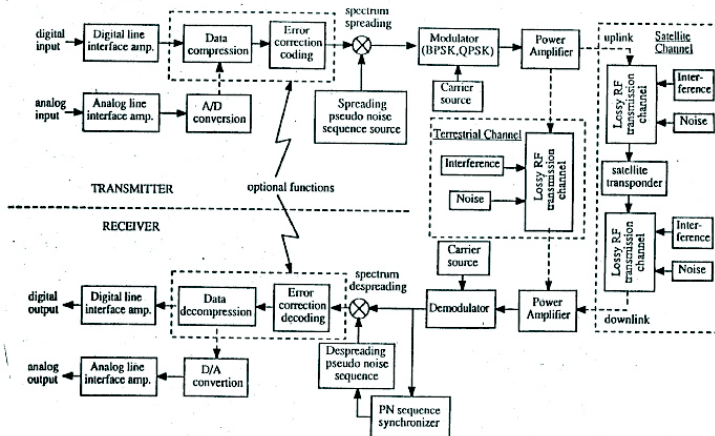 digital
input
Digital line
interface amp.
Data
compression
Error
correction
coding
spectrum
spreading
Modulator
(BPSK,QPSK)
Power
Amplifier
uplink
Satellite
Channel
Lossy RF
transmission
channel
Inter-
ference
Noise
analog
input
Analog line
interface amp.
A/D
conversion
Spreading
pseudo noise
sequence source
Carrier
source
Terrestrial Channel
Interference
Noise
Lossy RF
transmission
channel
satellite
transponder
TRANSMITTER
optional functions
RECEIVER
Lossy RF
transmission
channel
Inter-
ference
Noise
downlink
digital
output
Digital line
interface amp.
Data
decompression
Error
correction
decoding
spectrum
despreading
Carrier
source
Demodulator
Power
Amplifier
analog
output
Analog line
interface amp.
D/A
convertion
Despreading
pseudo noise
sequence
PN sequence
synchronizer